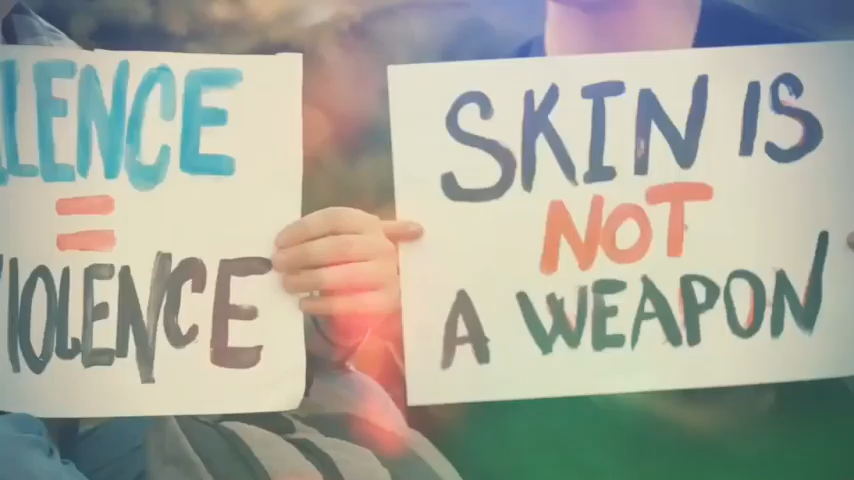 LENCE
=
IOLENCE
SKIN IS
NOT
A WEAPON